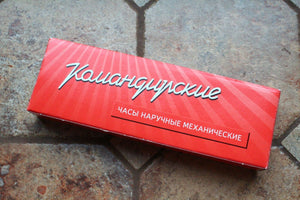 Командирские
ЧАСЫ НАРУЧНЫЕ МЕХАНИЧЕСКИЕ